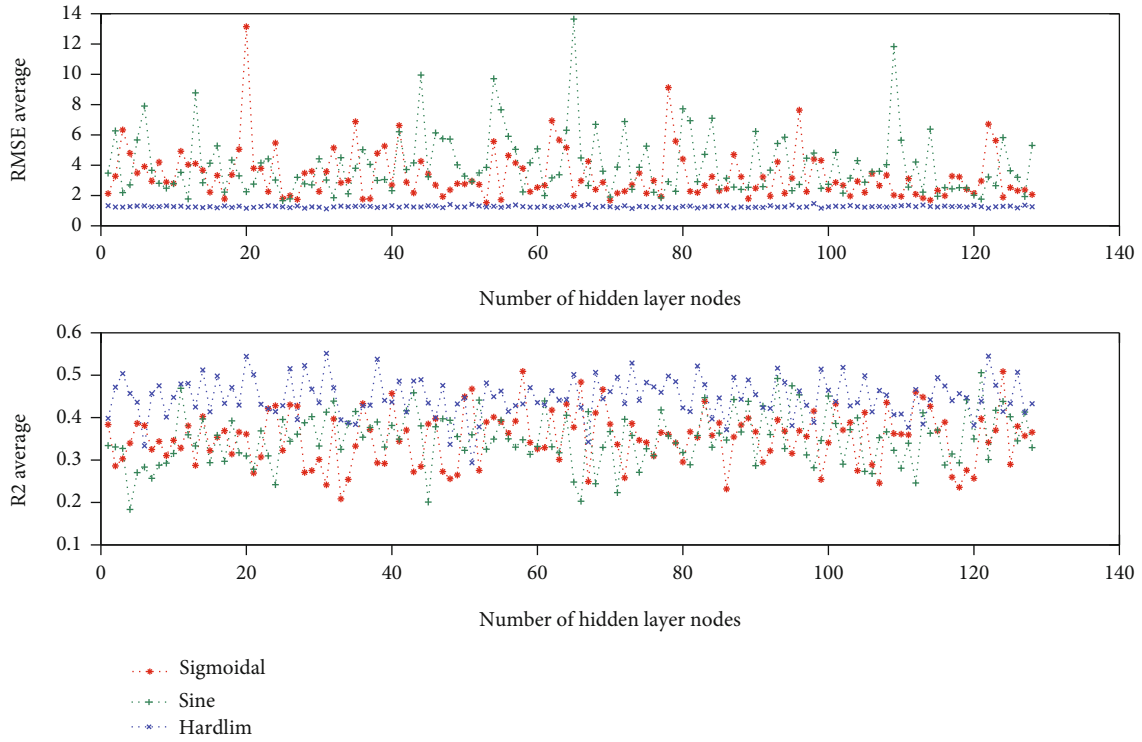 14
12
10
8
6
4
2
0
RMSE average
0 20 40 60 80 100 120 140
Number of hidden layer nodes
0.6
0.5
0.4
0.3
0.2
0.1
R2 average
0 20 40 60 80 100 120 140
Number of hidden layer nodes
Sigmoidal
Sine
Hardlim